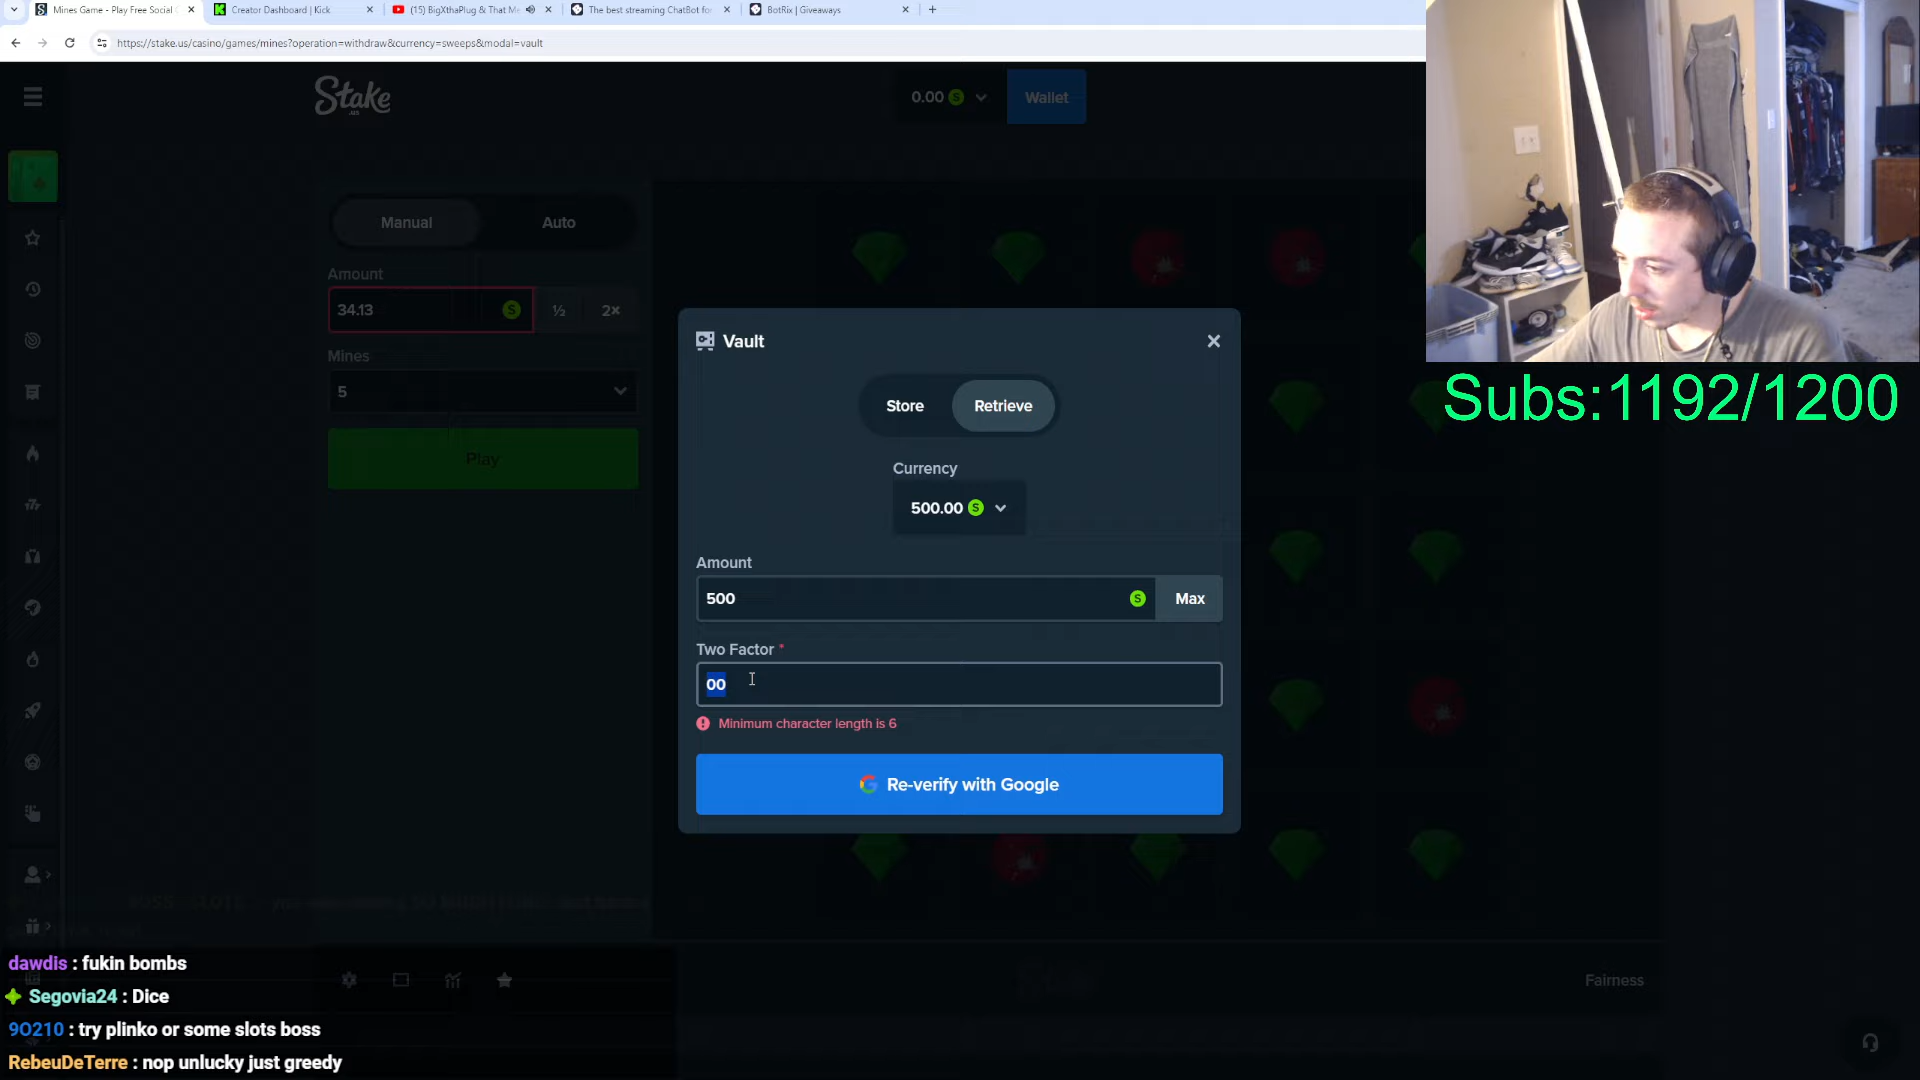 Mines Game - Play Free Social C
Creator Dashboard | Kick
(15) BigXthaPlug & That Me
The best streaming ChatBot for
BotRix | Giveaways
https://stake.us/casino/games/mines?operation=withdraw&currency=sweeps&modal=vault
Stake
.us
0.00
Wallet
Manual
Auto
Amount
34.13
½
2×
Mines
5
Play
Vault
Store
Retrieve
Currency
500.00
Amount
500
Max
Two Factor *
00
Minimum character length is 6
Re-verify with Google
Subs:1192/1200
dawdis : fukin bombs
Segovia24 : Dice
9O210 : try plinko or some slots boss
RebeuDeTerre : nop unlucky just greedy
Fairness